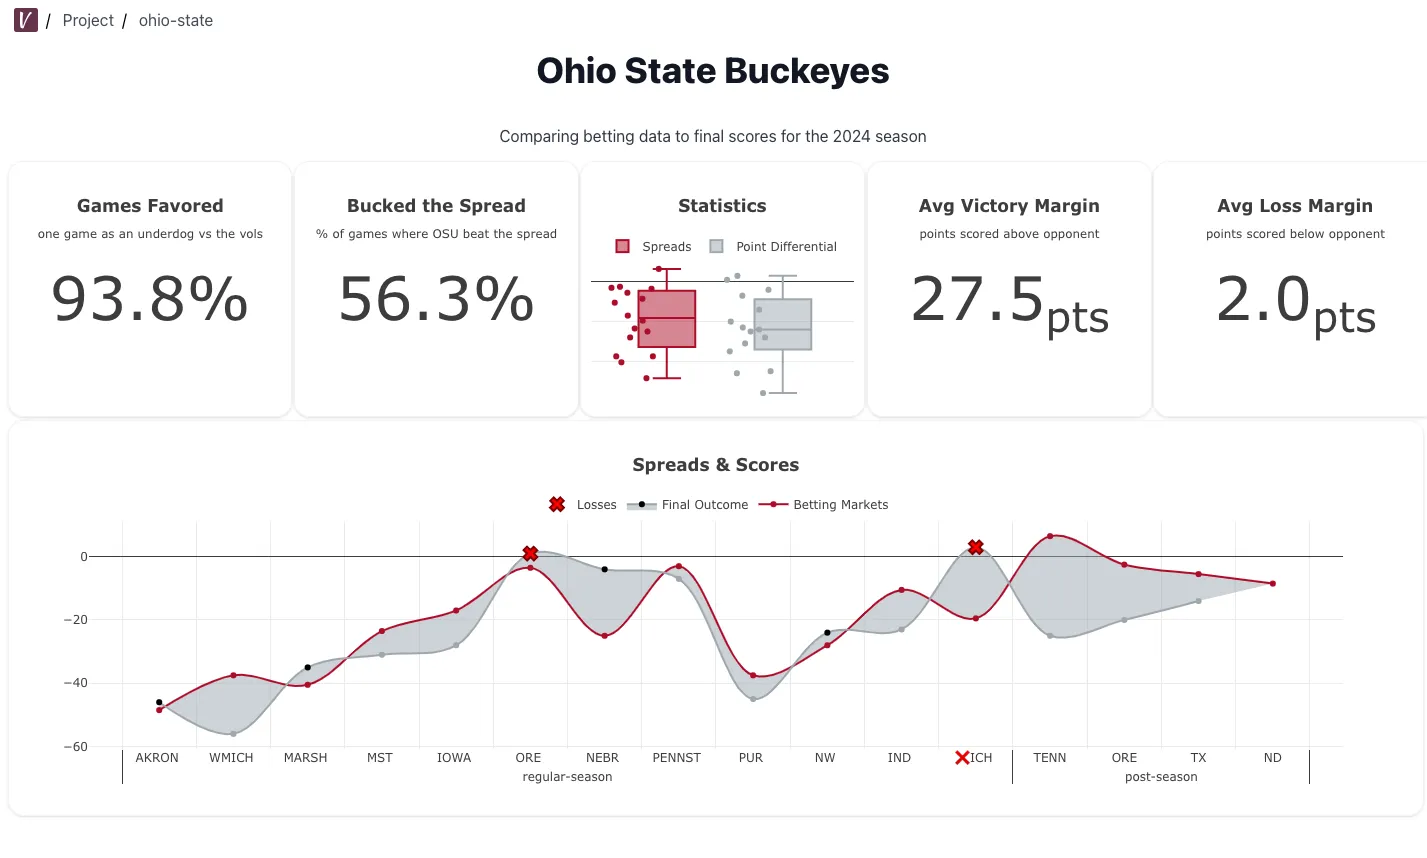 V / Project / ohio-state
Ohio State Buckeyes
Comparing betting data to final scores for the 2024 season
Games Favored
one game as an underdog vs the vols
93.8%
Bucked the Spread
% of games where OSU beat the spread
56.3%
Statistics
Spreads Point Differential
Avg Victory Margin
points scored above opponent
27.5pts
Avg Loss Margin
points scored below opponent
2.0pts
Spreads & Scores
Losses Final Outcome Betting Markets
0
−20
−40
−60
AKRON WMICH MARSH MST IOWA ORE NEBR PENNST PUR NW IND ❌ICH TENN ORE TX ND
regular-season post-season